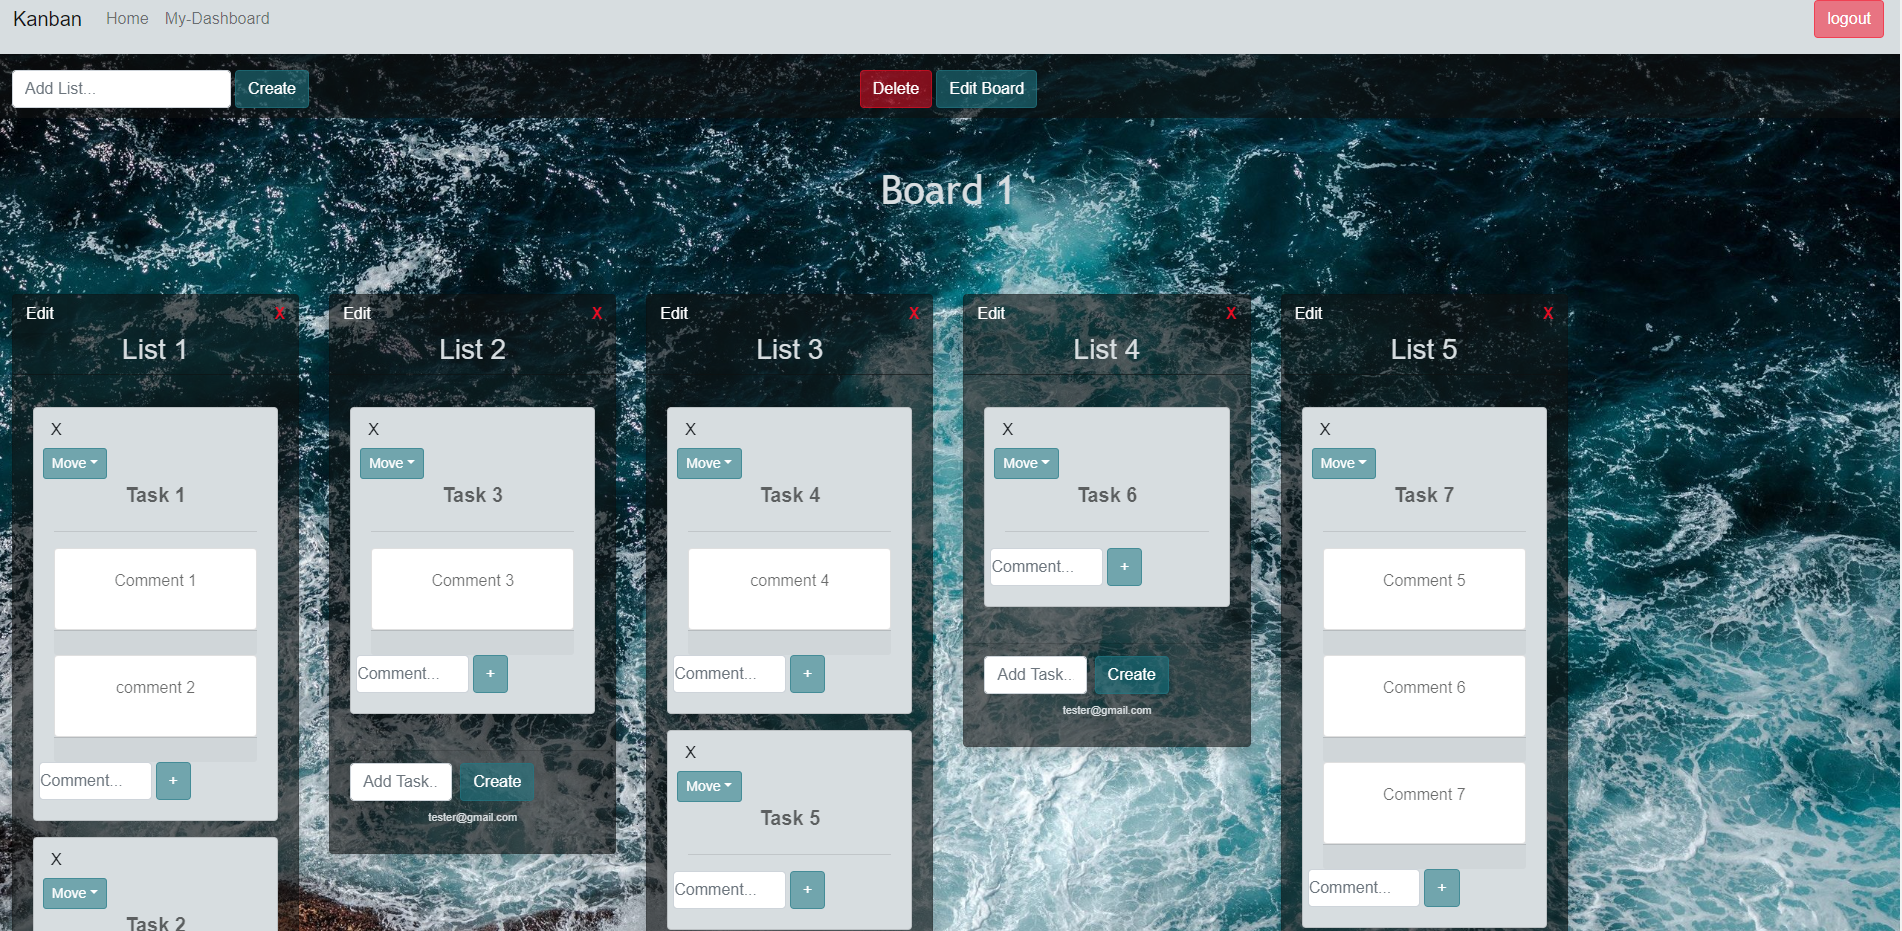 Kanban Home My-Dashboard logout
Add List... Create Delete Edit Board
Board 1
Edit X
List 1
X
Move
Task 1
Comment 1
comment 2
Comment... +
X
Move
Task 2
Edit X
List 2
X
Move
Task 3
Comment 3
Comment... +
Add Task.. Create
tester@gmail.com
Edit X
List 3
X
Move
Task 4
comment 4
Comment... +
X
Move
Task 5
Comment... +
Edit X
List 4
X
Move
Task 6
Comment... +
Add Task.. Create
tester@gmail.com
Edit X
List 5
X
Move
Task 7
Comment 5
Comment 6
Comment 7
Comment... +